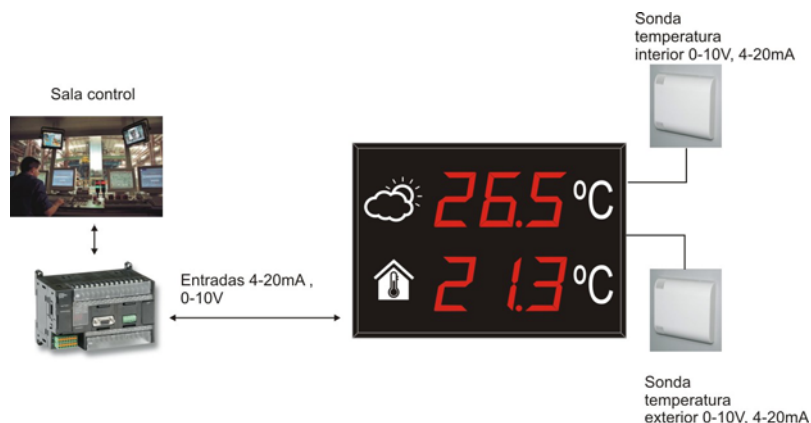 Sonda
temperatura
interior 0-10V, 4-20mA
Sala control
26.5 ºC
Entradas 4-20mA ,
0-10V
21.3 ºC
Sonda
temperatura
exterior 0-10V, 4-20mA